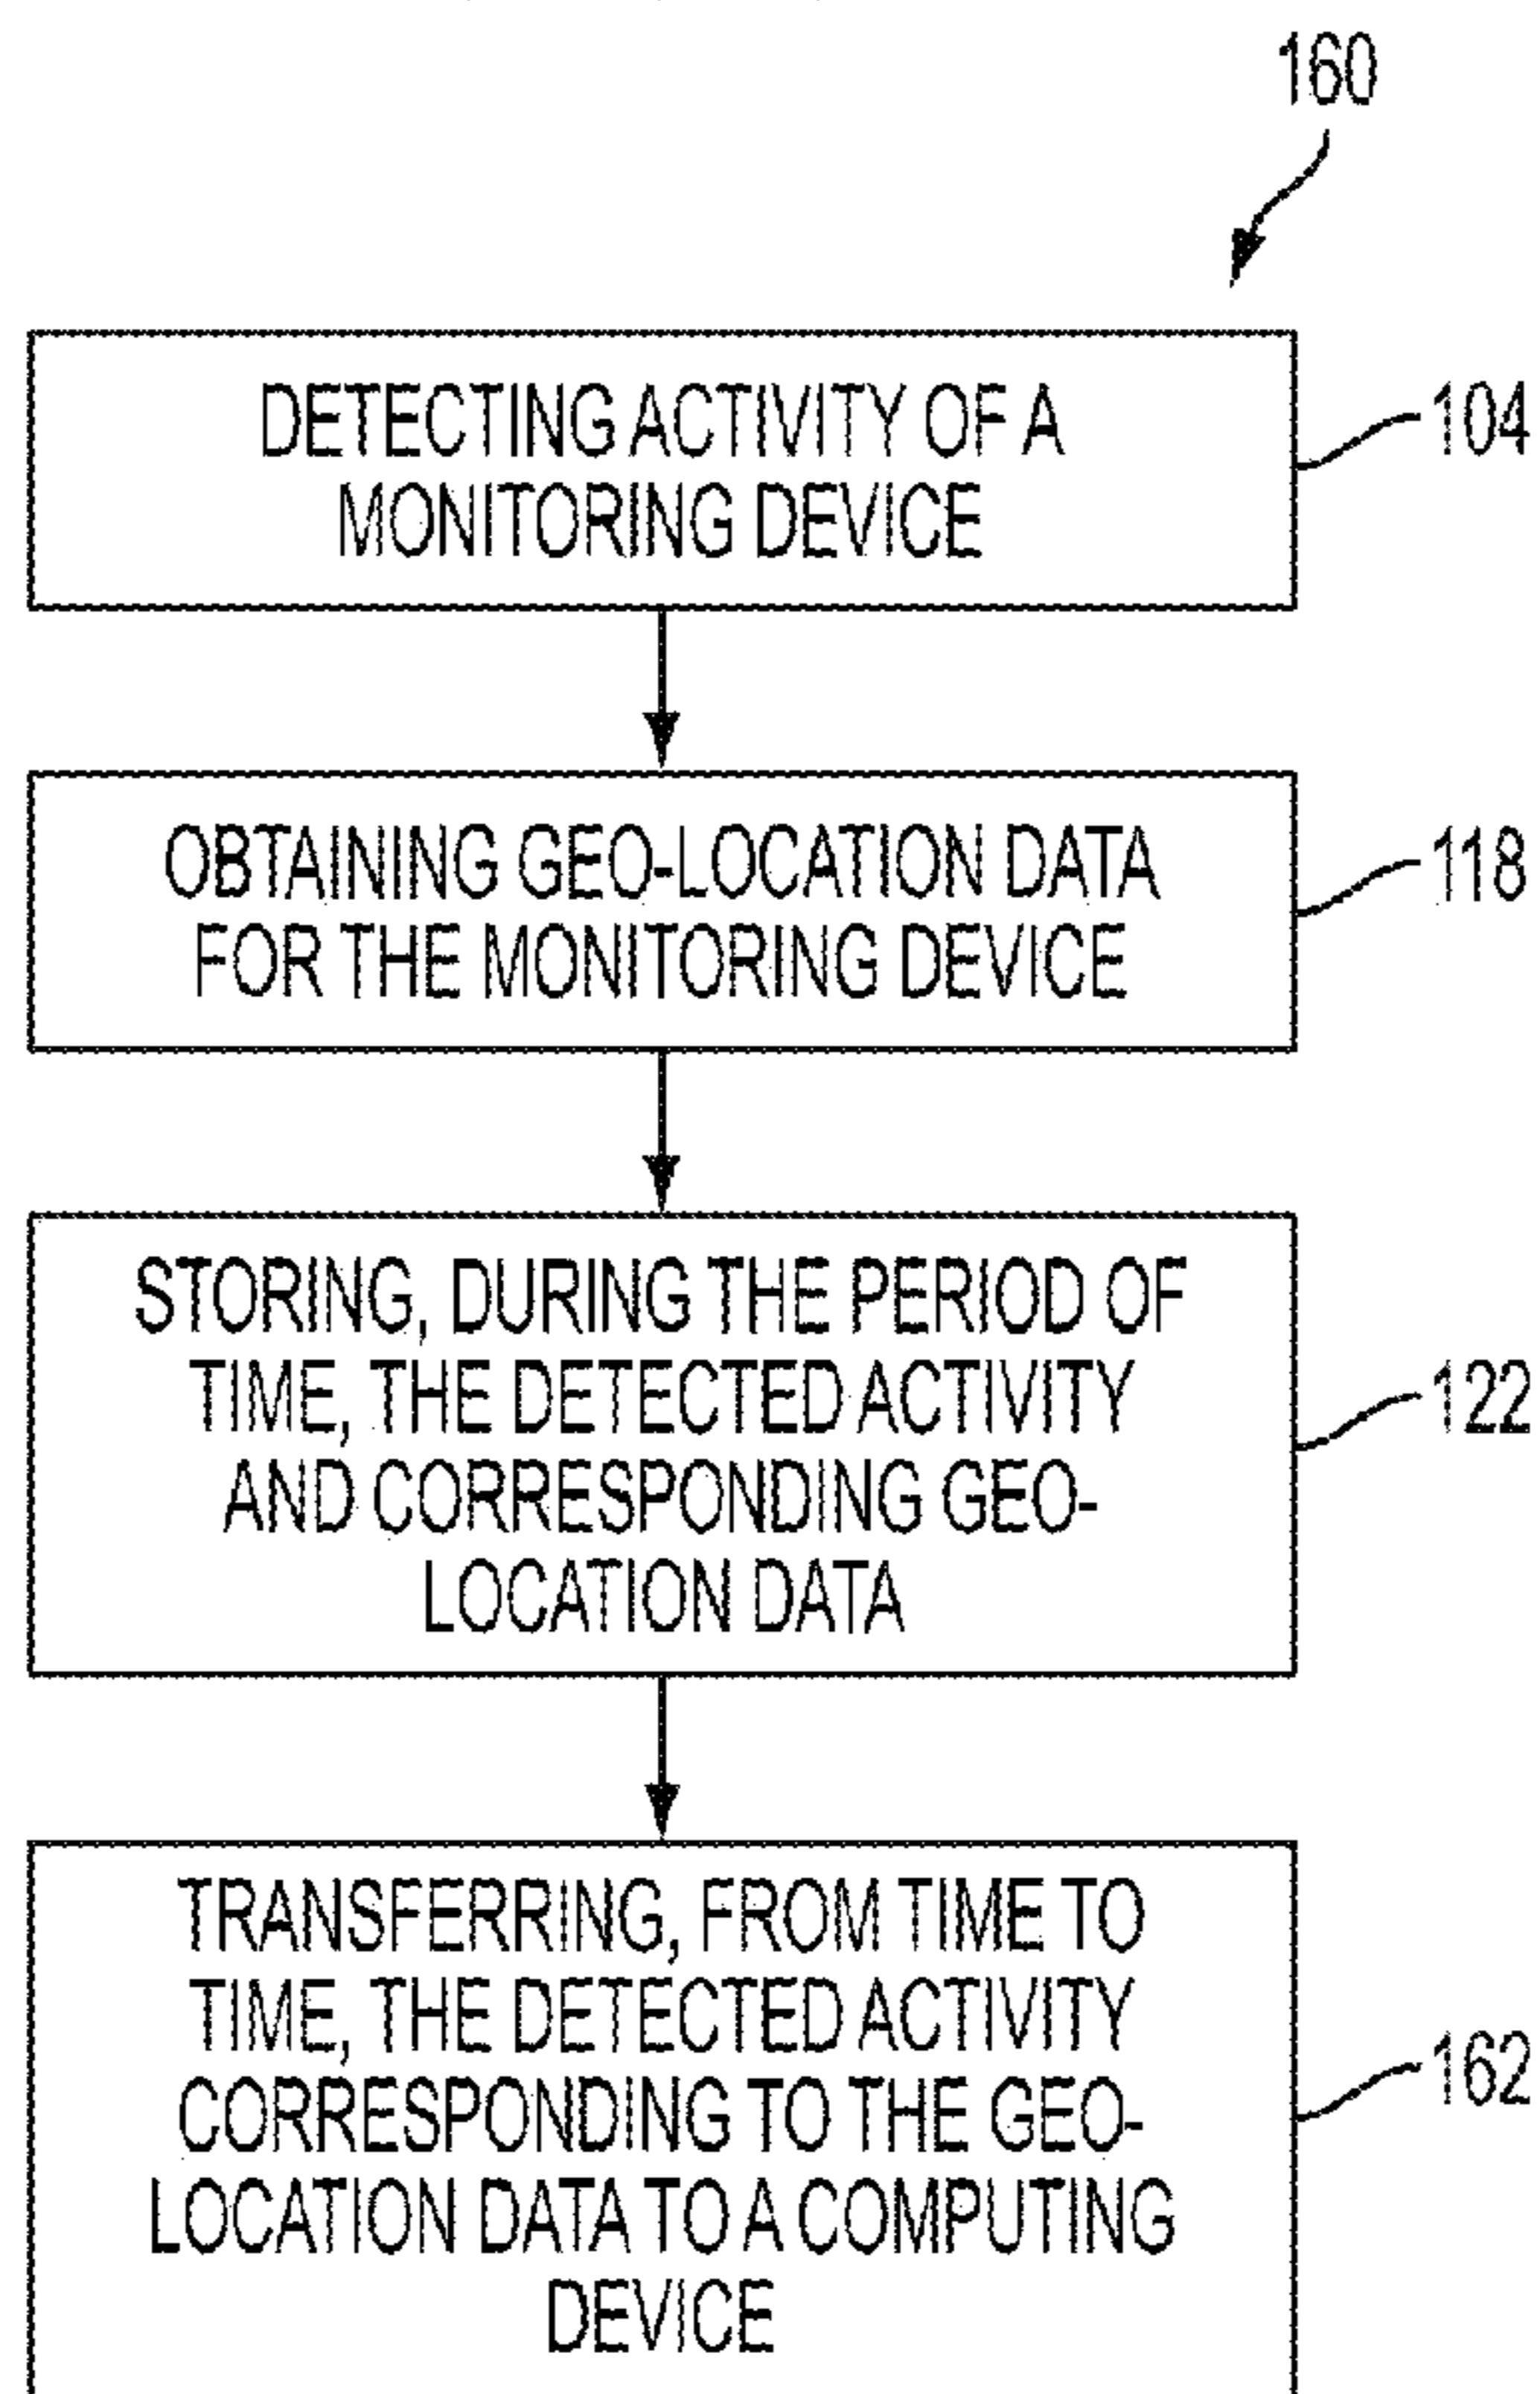 160
DETECTING ACTIVITY OF A
MONITORING DEVICE
104
OBTAINING GEO-LOCATION DATA
FOR THE MONITORING DEVICE
118
STORING, DURING THE PERIOD OF
TIME, THE DETECTED ACTIVITY
AND CORRESPONDING GEO-
LOCATION DATA
122
TRANSFERRING, FROM TIME TO
TIME, THE DETECTED ACTIVITY
CORRESPONDING TO THE GEO-
LOCATION DATA TO A COMPUTING
DEVICE
162